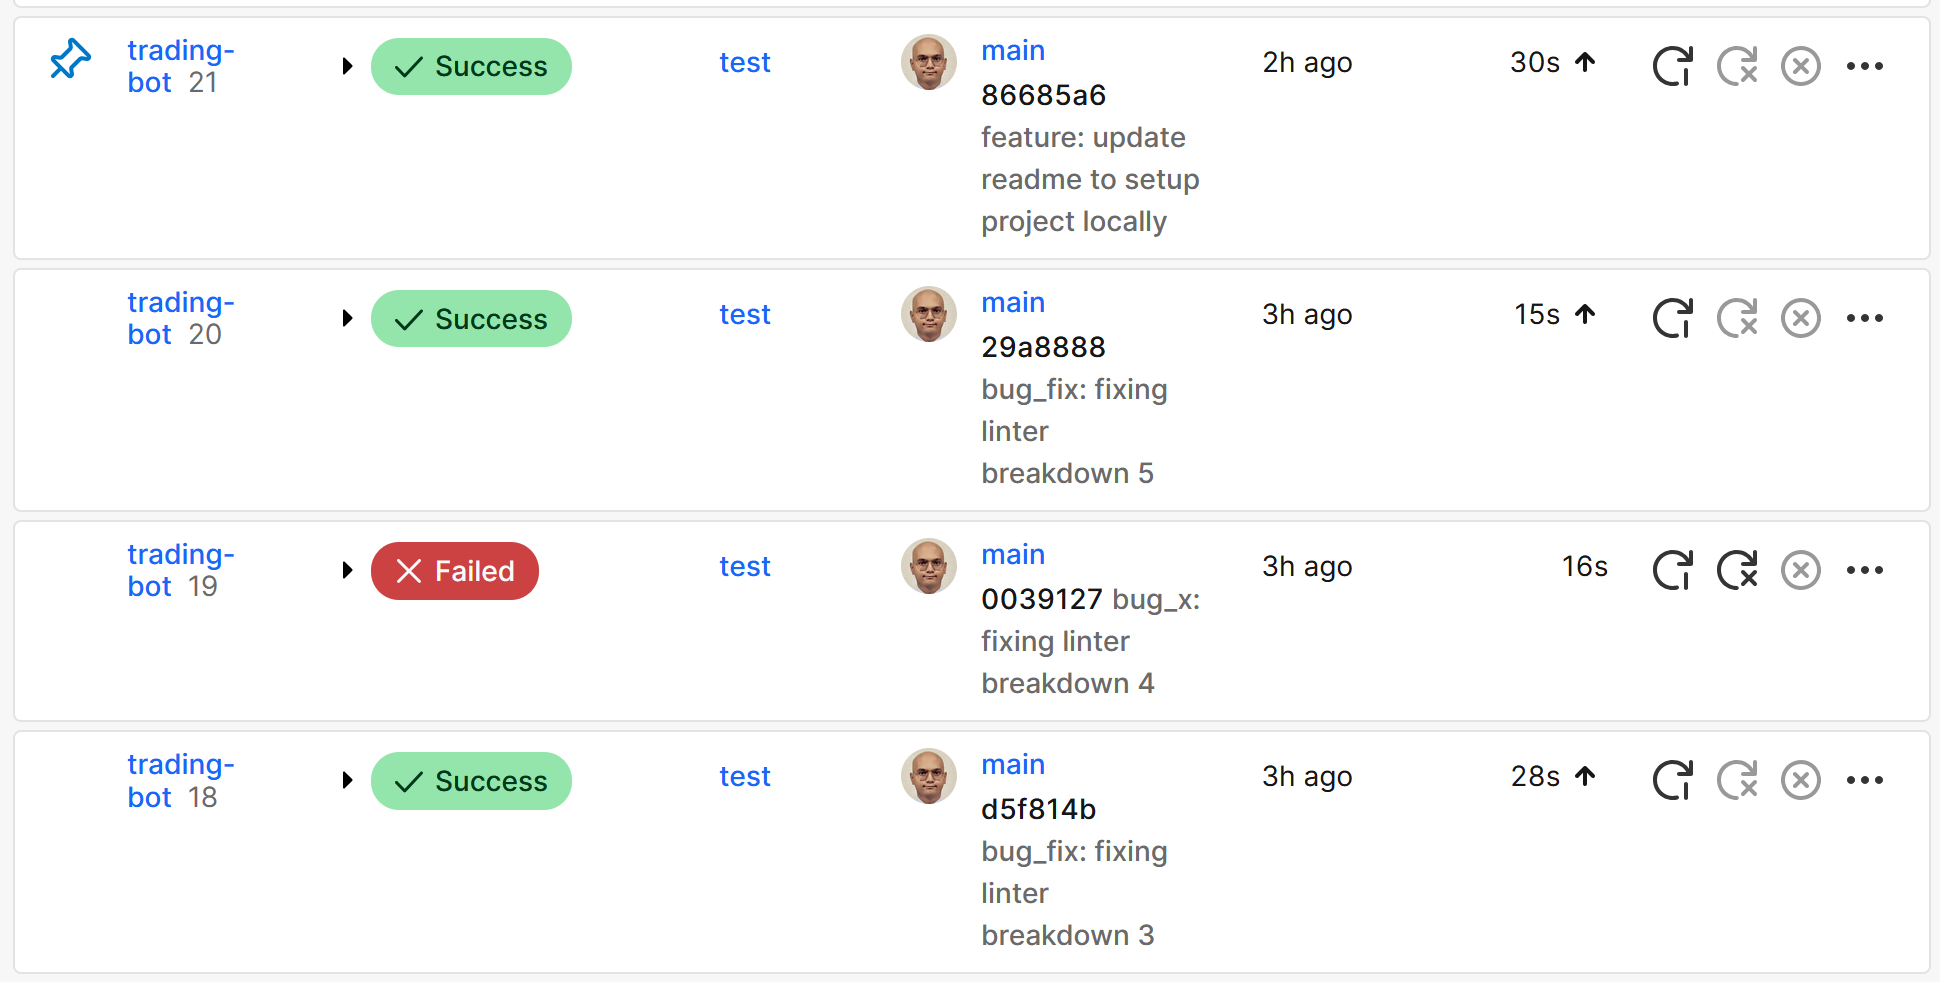 trading-
bot 21
Success
test
main
86685a6
feature: update
readme to setup
project locally
2h ago
30s
trading-
bot 20
Success
test
main
29a8888
bug_fix: fixing
linter
breakdown 5
3h ago
15s
trading-
bot 19
Failed
test
main
0039127 bug_x:
fixing linter
breakdown 4
3h ago
16s
trading-
bot 18
Success
test
main
d5f814b
bug_fix: fixing
linter
breakdown 3
3h ago
28s